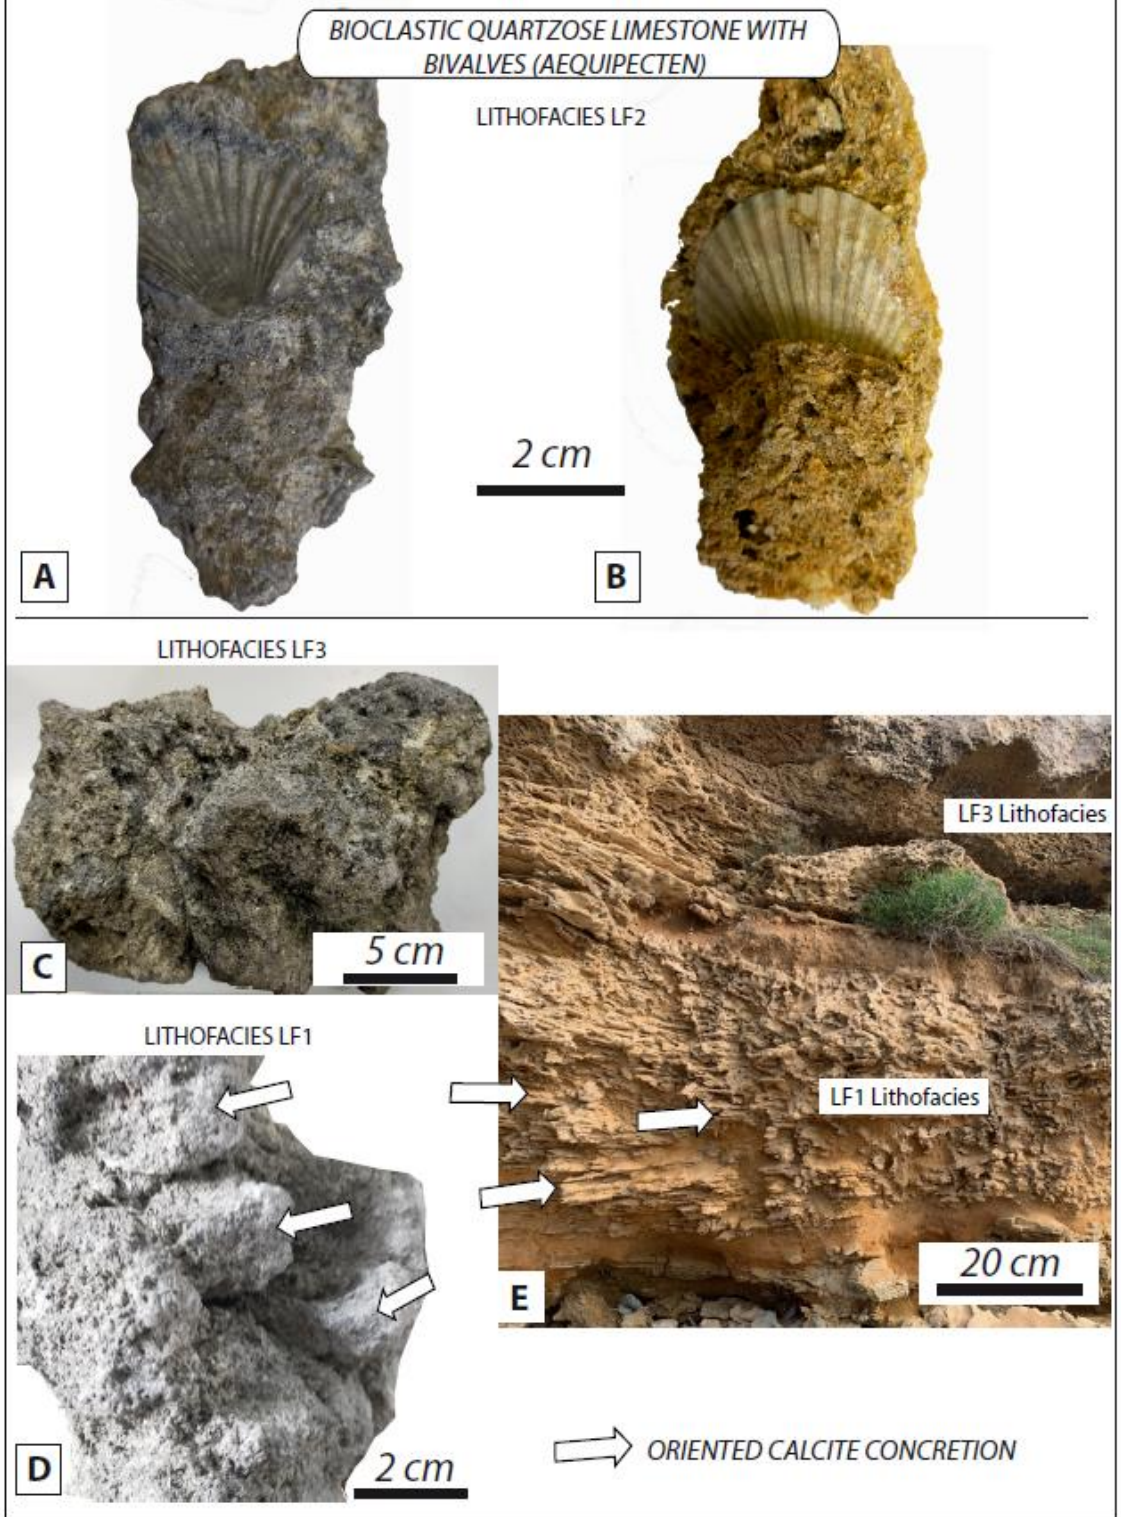 BIOCLASTIC QUARTZOSE LIMESTONE WITH
BIVALVES (AEQUIPECTEN)
LITHOFACIES LF2
2 cm
A
B
LITHOFACIES LF3
LF3 Lithofacies
C
5 cm
LITHOFACIES LF1
LF1 Lithofacies
E
20 cm
D
2 cm
ORIENTED CALCITE CONCRETION